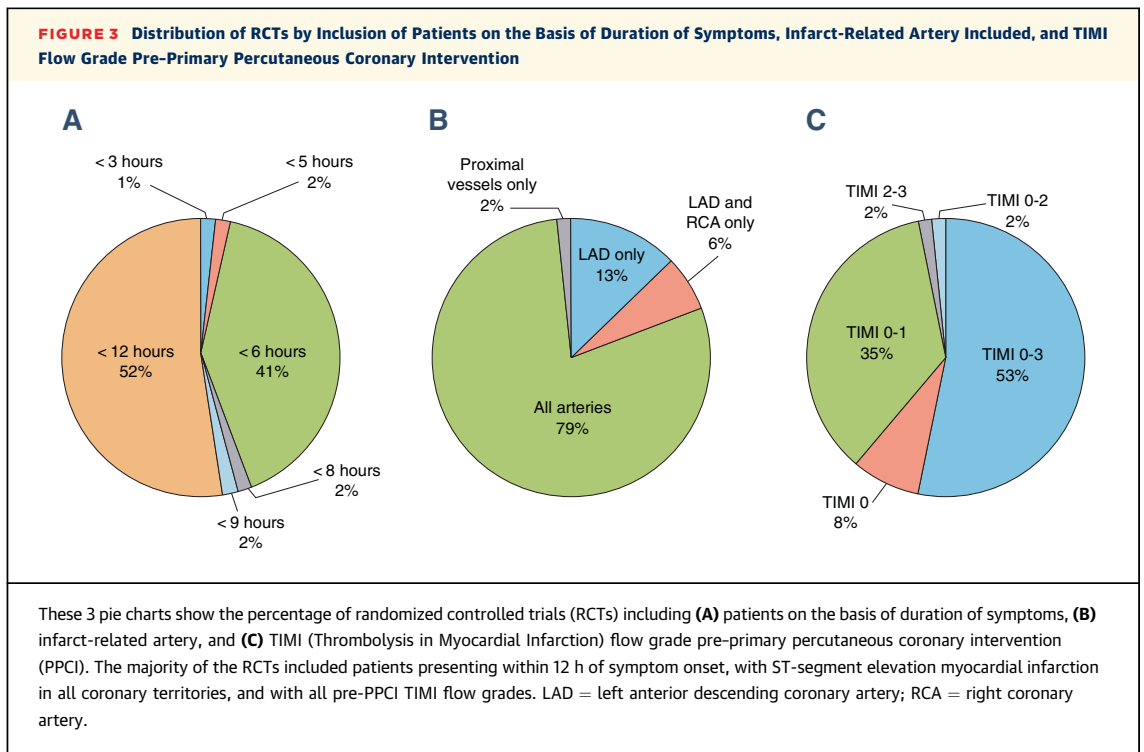 FIGURE 3 Distribution of RCTs by Inclusion of Patients on the Basis of Duration of Symptoms, Infarct-Related Artery Included, and TIMI
Flow Grade Pre–Primary Percutaneous Coronary Intervention
A
< 3 hours
1%
< 5 hours
2%
< 12 hours
52%
< 6 hours
41%
< 8 hours
2%
< 9 hours
2%
B
Proximal
vessels only
2%
LAD only
13%
LAD and
RCA only
6%
All arteries
79%
C
TIMI 2-3
2%
TIMI 0-2
2%
TIMI 0-1
35%
TIMI 0-3
53%
TIMI 0
8%
These 3 pie charts show the percentage of randomized controlled trials (RCTs) including (A) patients on the basis of duration of symptoms, (B)
infarct-related artery, and (C) TIMI (Thrombolysis in Myocardial Infarction) flow grade pre–primary percutaneous coronary intervention
(PPCI). The majority of the RCTs included patients presenting within 12 h of symptom onset, with ST-segment elevation myocardial infarction
in all coronary territories, and with all pre-PPCI TIMI flow grades. LAD = left anterior descending coronary artery; RCA = right coronary
artery.